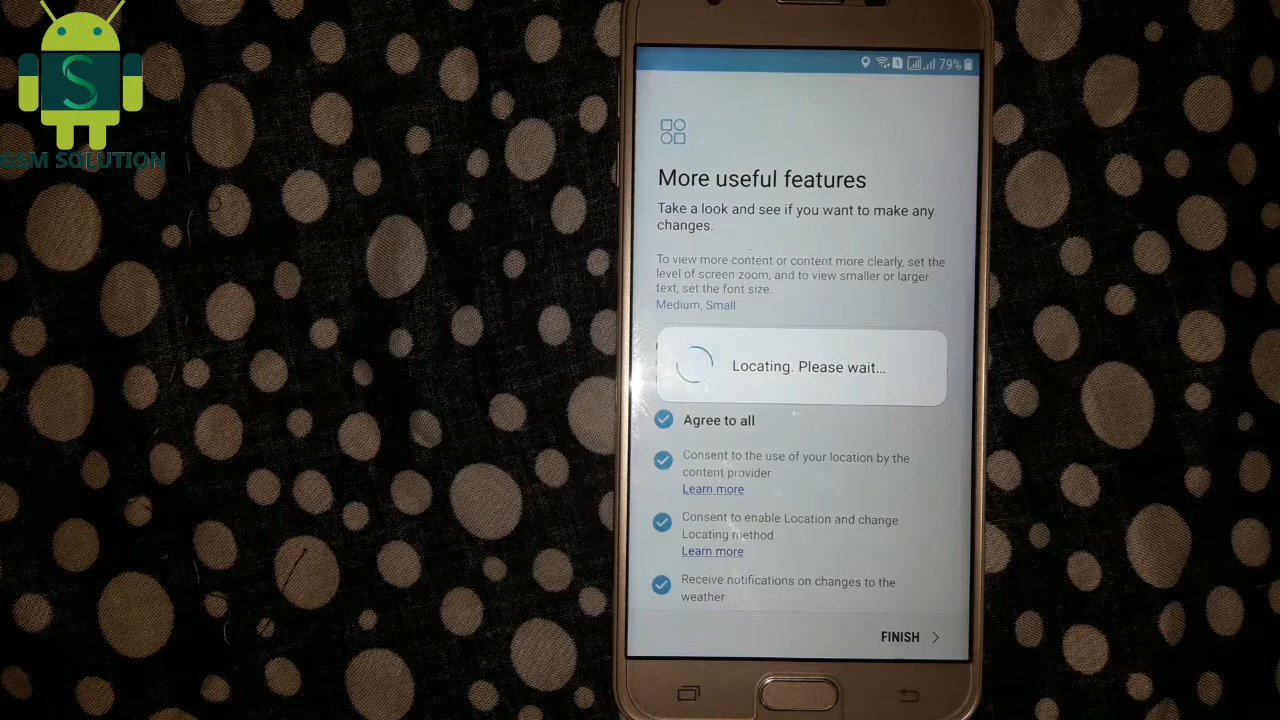 S
GSM SOLUTION
79%
More useful features
Take a look and see if you want to make any
changes.
To view more content or content more clearly, set the
level of screen zoom, and to view smaller or larger
text, set the font size.
Medium, Small
Locating. Please wait...
Agree to all
Consent to the use of your location by the
content provider
Learn more
Consent to enable Location and change
Locating method
Learn more
Receive notifications on changes to the
weather
FINISH